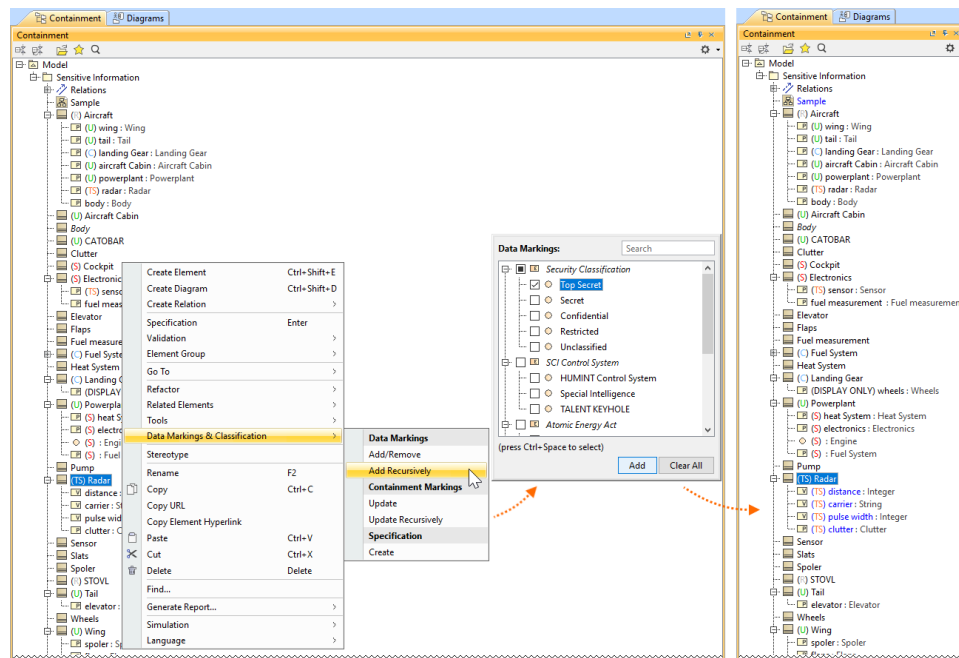 Containment
Diagrams
Containment
Model
Sensitive Information
Relations
Sample
(R) Aircraft
(U) wing : Wing
(U) tail : Tail
(C) landing Gear : Landing Gear
(U) aircraft Cabin : Aircraft Cabin
(U) powerplant : Powerplant
(TS) radar : Radar
body : Body
(U) Aircraft Cabin
Body
(U) CATOBAR
Clutter
(S) Cockpit
(S) Electronic
(TS) senso
fuel meas
Elevator
Flaps
Fuel measure
(C) Fuel Syste
Heat System
(C) Landing G
(DISPLAY
(U) Powerpla
(S) heat S
(S) electro
(S) : Engi
(S) : Fuel
Pump
(TS) Radar
distance :
carrier : St
pulse wid
clutter : C
Sensor
Slats
Spoler
(R) STOVL
(U) Tail
elevator :
Wheels
(U) Wing
spoler : Sp
Create Element Ctrl+Shift+E
Create Diagram Ctrl+Shift+D
Create Relation
Specification Enter
Validation
Element Group
Go To
Refactor
Related Elements
Tools
Data Markings & Classification
Stereotype
Rename F2
Copy Ctrl+C
Copy URL
Copy Element Hyperlink
Paste Ctrl+V
Cut Ctrl+X
Delete Delete
Find...
Generate Report...
Simulation
Language
Data Markings
Add/Remove
Add Recursively
Containment Markings
Update
Update Recursively
Specification
Create
Data Markings: Search
Security Classification
Top Secret
Secret
Confidential
Restricted
Unclassified
SCI Control System
HUMINT Control System
Special Intelligence
TALENT KEYHOLE
Atomic Energy Act
(press Ctrl+Space to select)
Add Clear All
Containment
Diagrams
Containment
Model
Sensitive Information
Relations
Sample
(R) Aircraft
(U) wing : Wing
(U) tail : Tail
(C) landing Gear : Landing Gear
(U) aircraft Cabin : Aircraft Cabin
(U) powerplant : Powerplant
(TS) radar : Radar
body : Body
(U) Aircraft Cabin
Body
(U) CATOBAR
Clutter
(S) Cockpit
(S) Electronics
(TS) sensor : Sensor
fuel measurement : Fuel measuremen
Elevator
Flaps
Fuel measurement
(C) Fuel System
Heat System
(C) Landing Gear
(DISPLAY ONLY) wheels : Wheels
(U) Powerplant
(S) heat System : Heat System
(S) electronics : Electronics
(S) : Engine
(S) : Fuel System
Pump
(TS) Radar
(TS) distance : Integer
(TS) carrier : String
(TS) pulse width : Integer
(TS) clutter : Clutter
Sensor
Slats
Spoler
(R) STOVL
(U) Tail
elevator : Elevator
Wheels
(U) Wing
spoler : Spoler